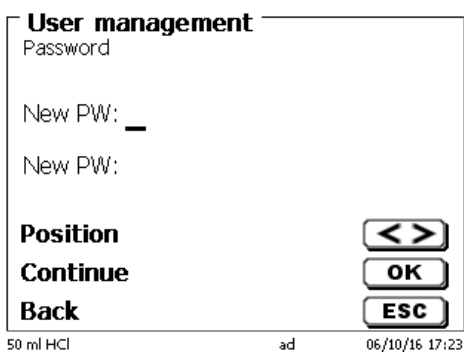 User management
Password
New PW: _
New PW:
Position < >
Continue OK
Back ESC
50 ml HCl ad 06/10/16 17:23